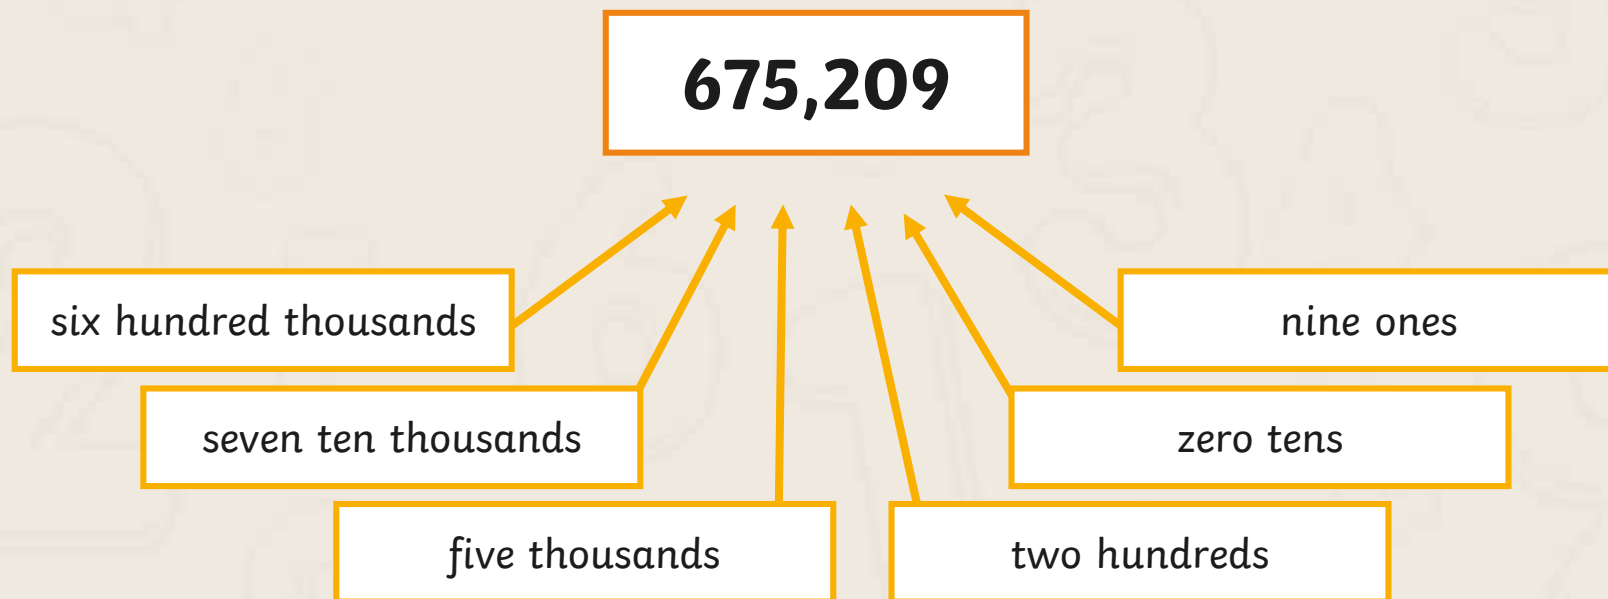 675,209
six hundred thousands
nine ones
seven ten thousands
zero tens
five thousands
two hundreds